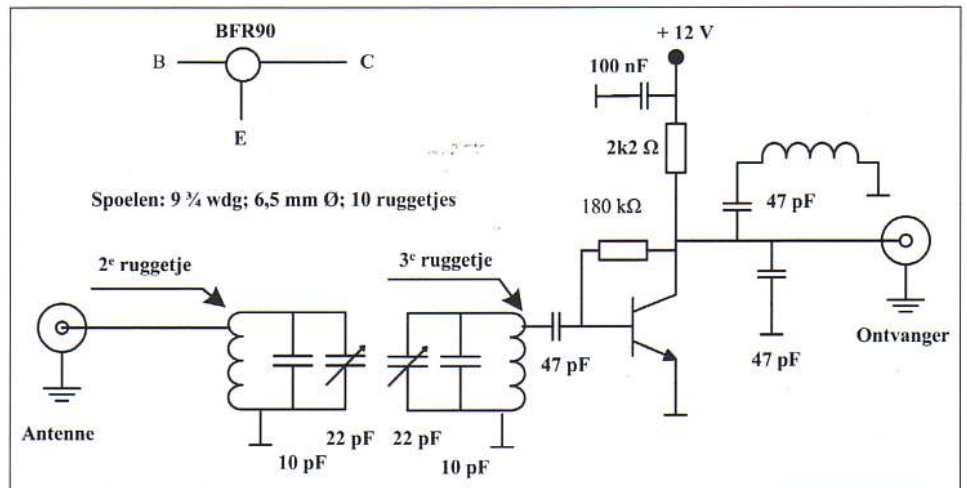 BFR90
B
C
E
+ 12 V
100 nF
2k2 Ω
Spoelen: 9 ¾ wdg; 6,5 mm Ø; 10 ruggetjes
180 kΩ
47 pF
2e ruggetje
3e ruggetje
47 pF
47 pF
Ontvanger
Antenne
22 pF
22 pF
10 pF
10 pF